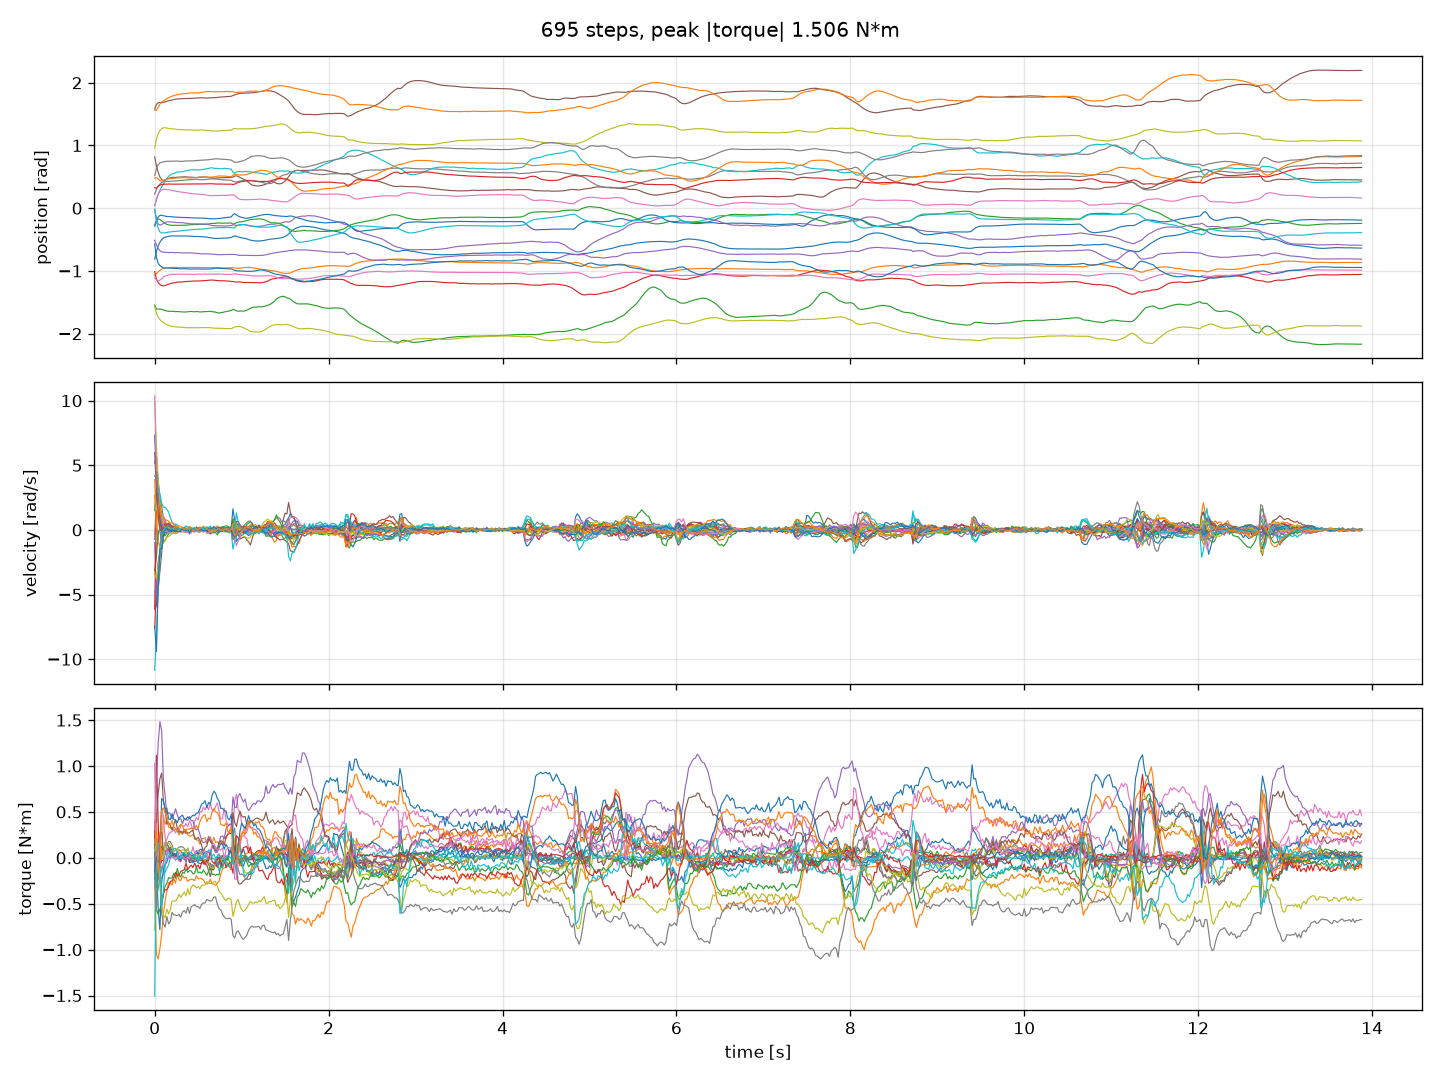 695 steps, peak |torque| 1.506 N*m
2
1
0
−1
−2
position [rad]
10
5
0
−5
−10
velocity [rad/s]
1.5
1.0
0.5
0.0
−0.5
−1.0
−1.5
torque [N*m]
0 2 4 6 8 10 12 14
time [s]